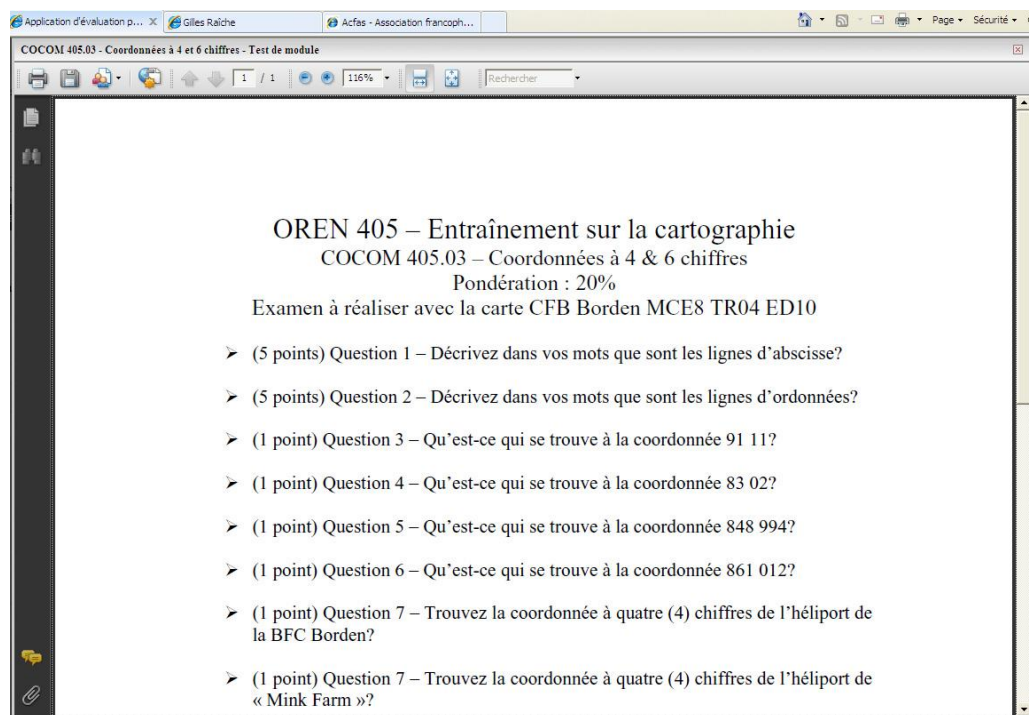 Application d'évaluation p... X Gilles Raîche Acfas - Association francoph... Page Sécurité
COCOM 405.03 - Coordonnées à 4 et 6 chiffres - Test de module
1 / 1 116% Rechercher
OREN 405 – Entraînement sur la cartographie
COCOM 405.03 – Coordonnées à 4 & 6 chiffres
Pondération : 20%
Examen à réaliser avec la carte CFB Borden MCE8 TR04 ED10
➢ (5 points) Question 1 – Décrivez dans vos mots que sont les lignes d'abscisse?
➢ (5 points) Question 2 – Décrivez dans vos mots que sont les lignes d'ordonnées?
➢ (1 point) Question 3 – Qu'est-ce qui se trouve à la coordonnée 91 11?
➢ (1 point) Question 4 – Qu'est-ce qui se trouve à la coordonnée 83 02?
➢ (1 point) Question 5 – Qu'est-ce qui se trouve à la coordonnée 848 994?
➢ (1 point) Question 6 – Qu'est-ce qui se trouve à la coordonnée 861 012?
➢ (1 point) Question 7 – Trouvez la coordonnée à quatre (4) chiffres de l'héliport de
la BFC Borden?
➢ (1 point) Question 7 – Trouvez la coordonnée à quatre (4) chiffres de l'héliport de
« Mink Farm »?